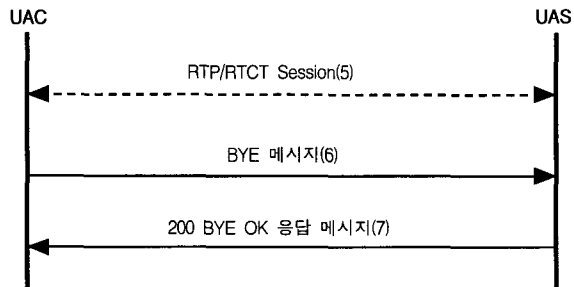 UAC
UAS
RTP/RTCT Session(5)
BYE 메시지(6)
200 BYE OK 응답 메시지(7)